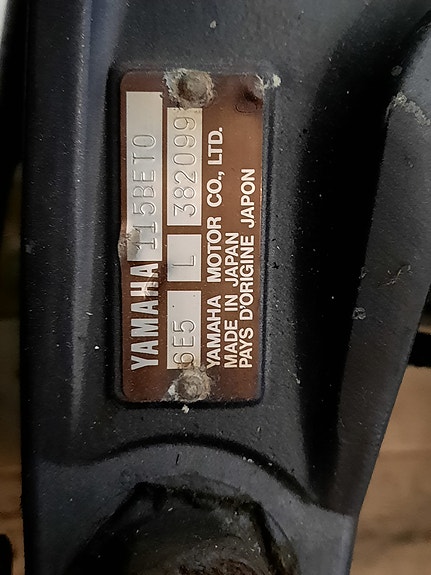 YAMAHA 115BETO
6E5 L 382099
YAMAHA MOTOR CO., LTD.
MADE IN JAPAN
PAYS D'ORIGINE JAPON